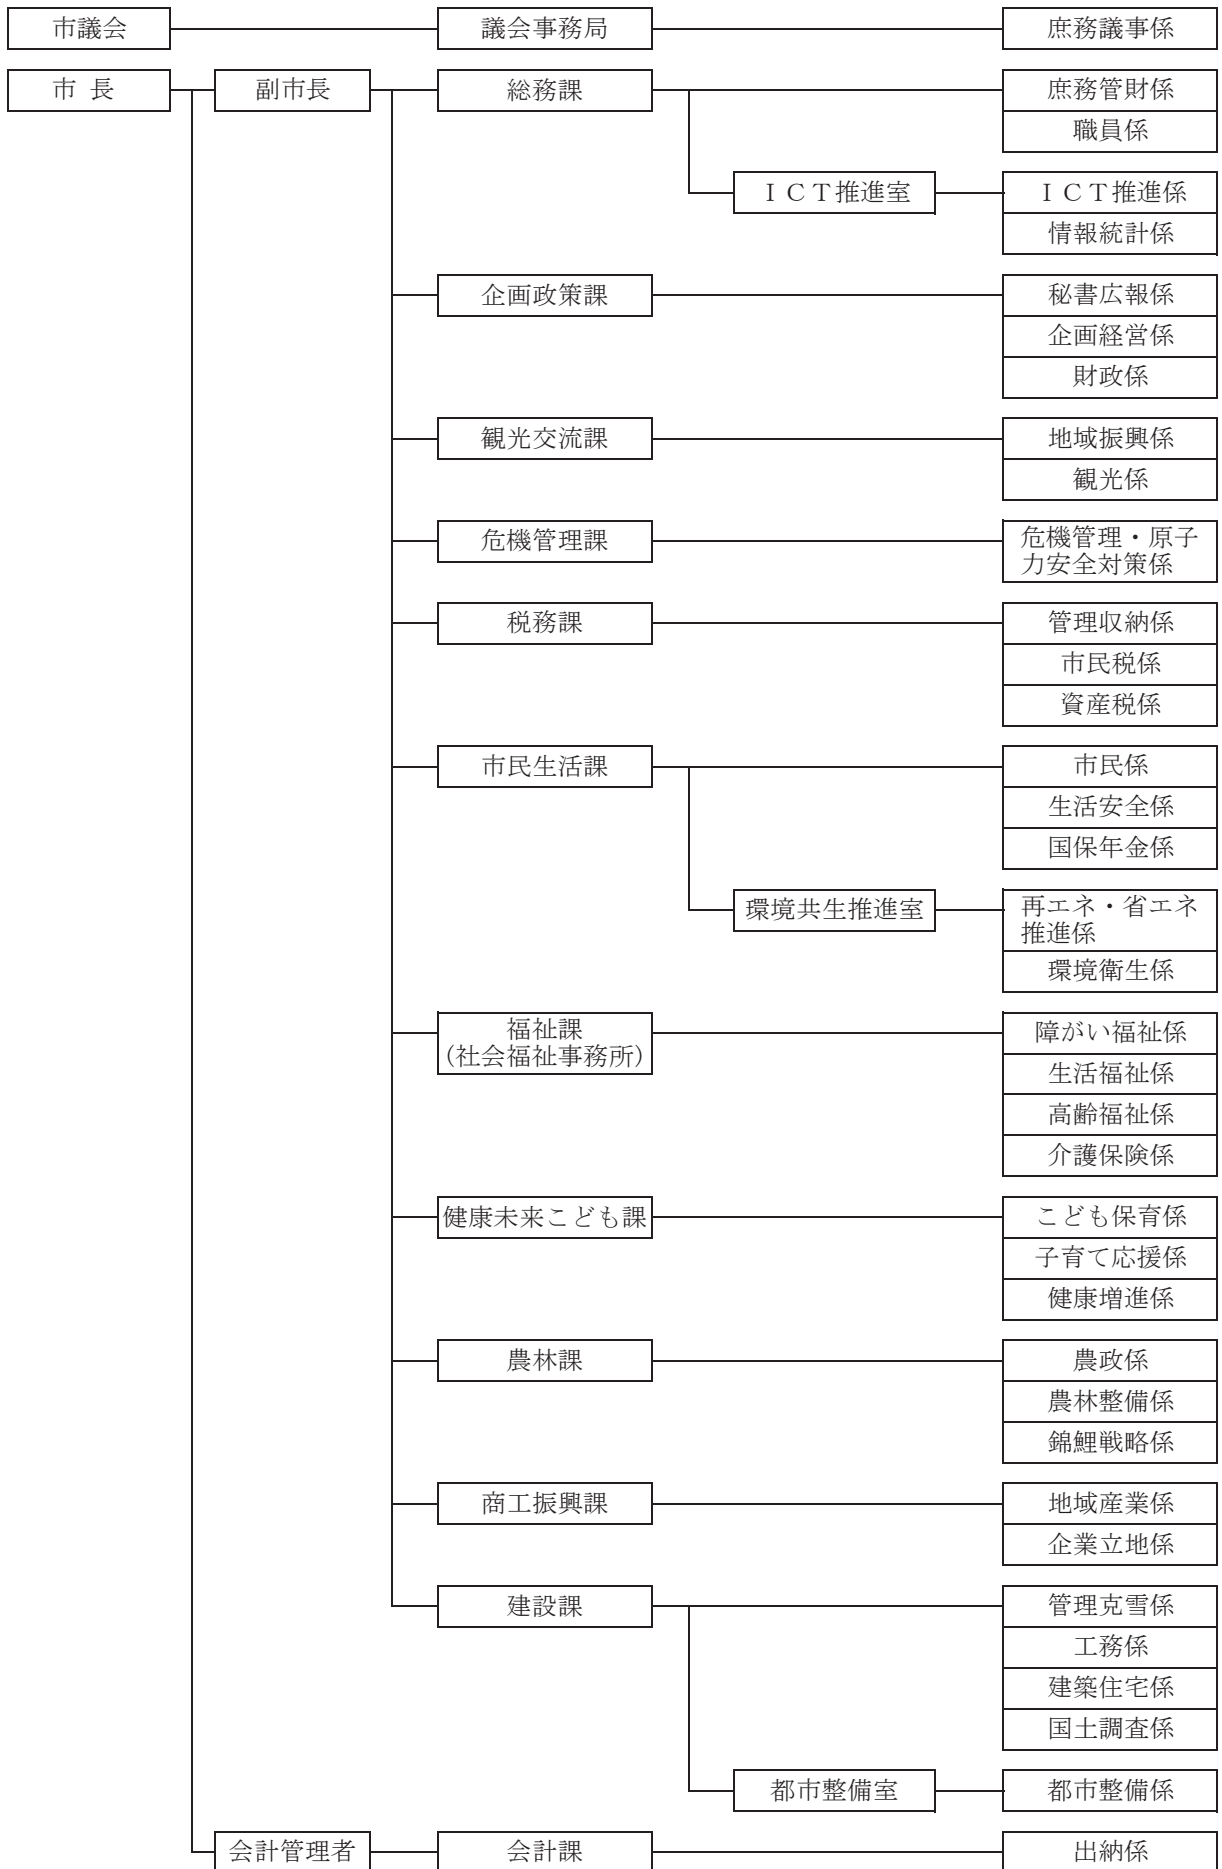 市議会
議会事務局
庶務議事係
市 長
副市長
総務課
庶務管財係
職員係
ＩＣＴ推進室
ＩＣＴ推進係
情報統計係
企画政策課
秘書広報係
企画経営係
財政係
観光交流課
地域振興係
観光係
危機管理課
危機管理・原子
力安全対策係
税務課
管理収納係
市民税係
資産税係
市民生活課
市民係
生活安全係
国保年金係
環境共生推進室
再エネ・省エネ
推進係
環境衛生係
福祉課
（社会福祉事務所）
障がい福祉係
生活福祉係
高齢福祉係
介護保険係
健康未来こども課
こども保育係
子育て応援係
健康増進係
農林課
農政係
農林整備係
錦鯉戦略係
商工振興課
地域産業係
企業立地係
建設課
管理克雪係
工務係
建築住宅係
国土調査係
都市整備室
都市整備係
会計管理者
会計課
出納係